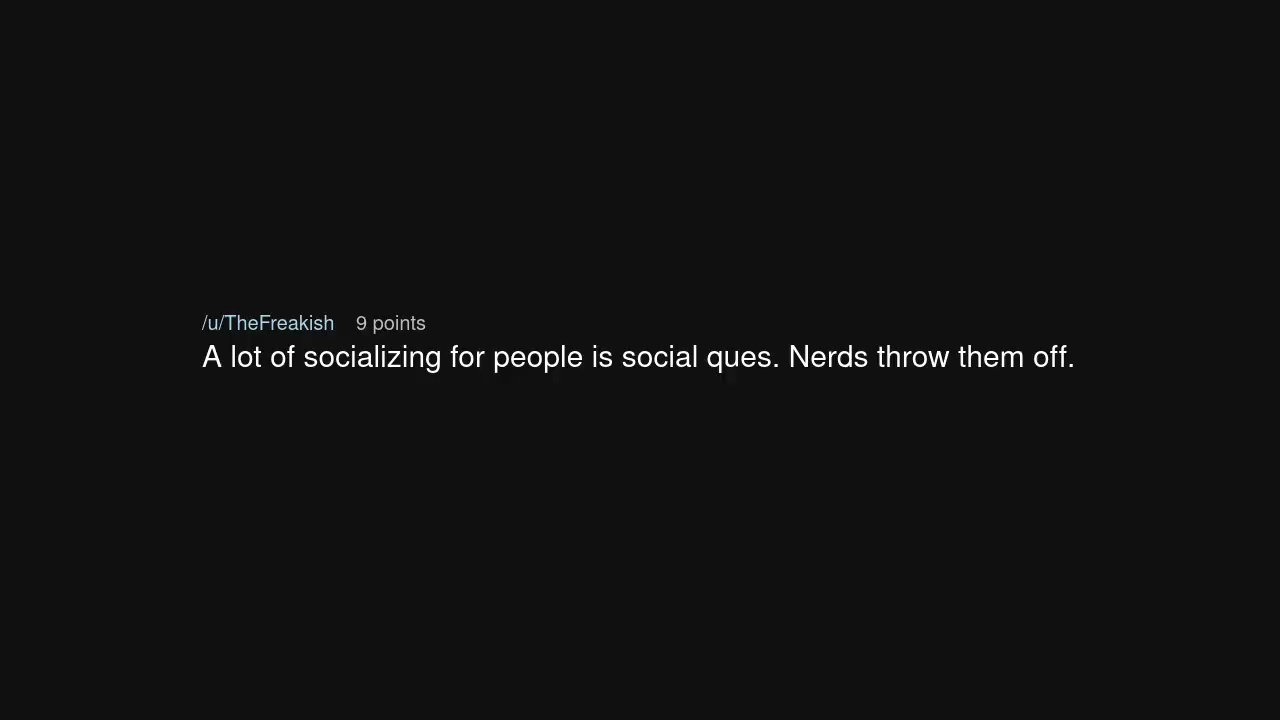 /u/TheFreakish 9 points
A lot of socializing for people is social ques. Nerds throw them off.